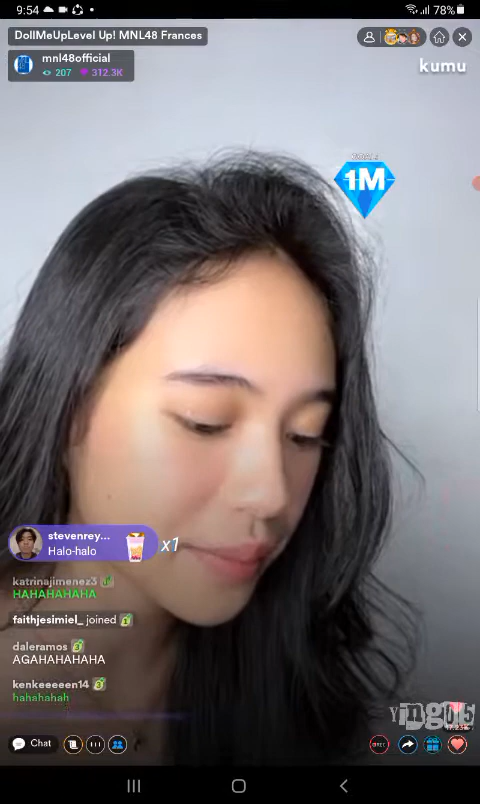 9:54
78%
DollMeUpLevel Up! MNL48 Frances
mnl48official
207 312.3K
kumu
1M
stevenrey...
Halo-halo
x1
katrinajimenez3
HAHAHAHAHA
faithjesimiel_ joined
daleramos
AGAHAHAHAHA
kenkeeeeen14
hahahahah
Chat